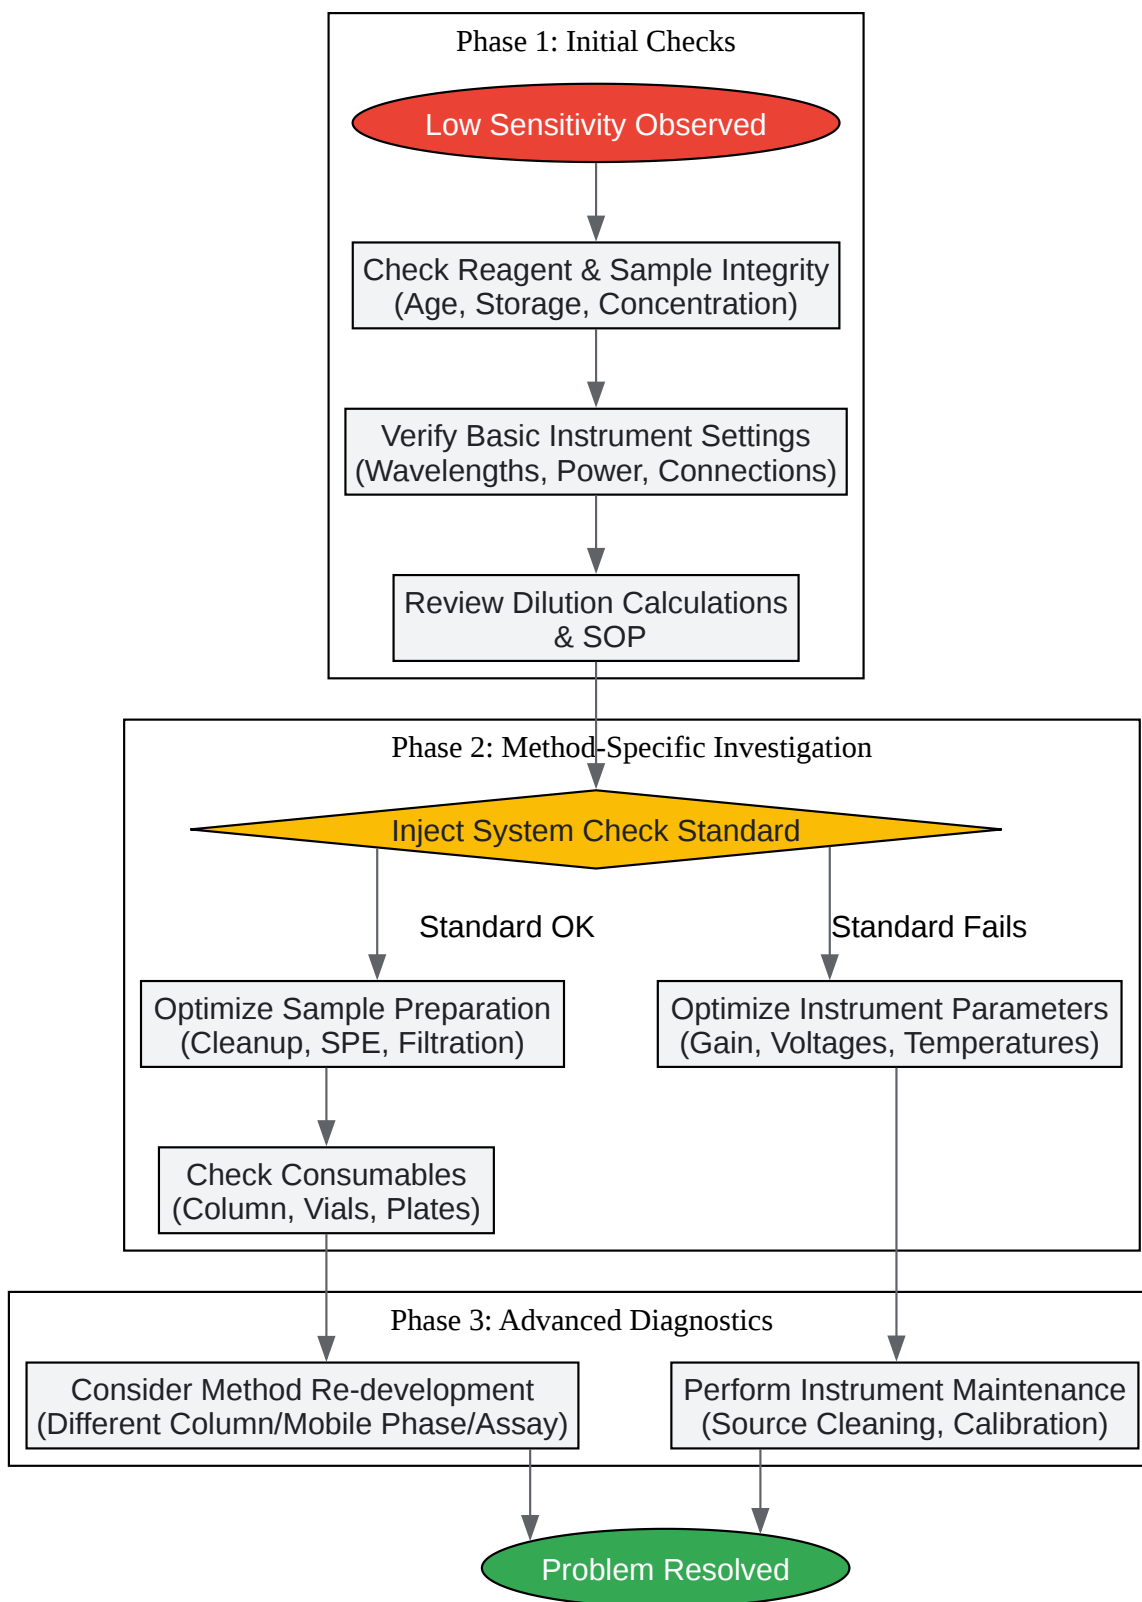 Phase 1: Initial Checks
Low Sensitivity Observed
Check Reagent & Sample Integrity
(Age, Storage, Concentration)
Verify Basic Instrument Settings
(Wavelengths, Power, Connections)
Review Dilution Calculations
& SOP
Phase 2: Method-Specific Investigation
Inject System Check Standard
Standard OK
Standard Fails
Optimize Sample Preparation
(Cleanup, SPE, Filtration)
Optimize Instrument Parameters
(Gain, Voltages, Temperatures)
Check Consumables
(Column, Vials, Plates)
Phase 3: Advanced Diagnostics
Consider Method Re-development
(Different Column/Mobile Phase/Assay)
Perform Instrument Maintenance
(Source Cleaning, Calibration)
Problem Resolved